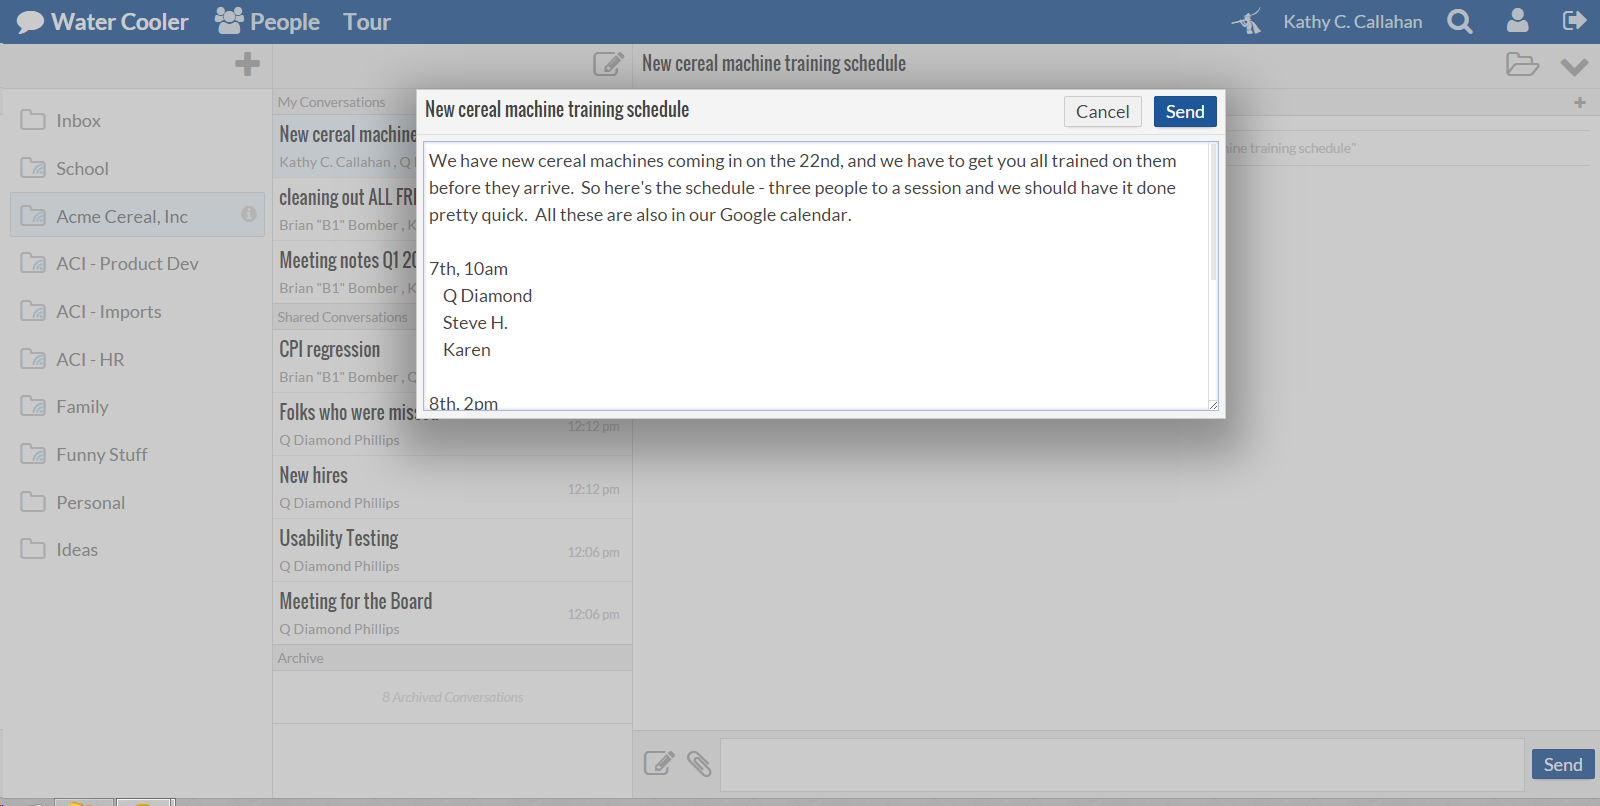 Water Cooler People Tour Kathy C. Callahan
New cereal machine training schedule
Inbox
School
Acme Cereal, Inc
ACI - Product Dev
ACI - Imports
ACI - HR
Family
Funny Stuff
Personal
Ideas
My Conversations
New cereal machine
Kathy C. Callahan , Q
cleaning out ALL
Brian "B1" Bomber , K
Meeting notes Q1
Brian "B1" Bomber , K
Shared Conversations
CPI regression
Brian "B1" Bomber , Q
Folks who were
Q Diamond Phillips 12:12 pm
New hires
Q Diamond Phillips 12:12 pm
Usability Testing
Q Diamond Phillips 12:06 pm
Meeting for the Board
Q Diamond Phillips 12:06 pm
Archive
8 Archived Conversations
New cereal machine training schedule
Cancel Send
We have new cereal machines coming in on the 22nd, and we have to get you all trained on them
before they arrive.  So here's the schedule - three people to a session and we should have it done
pretty quick.  All these are also in our Google calendar.
7th, 10am
Q Diamond
Steve H.
Karen
8th, 2pm
training schedule"
Send